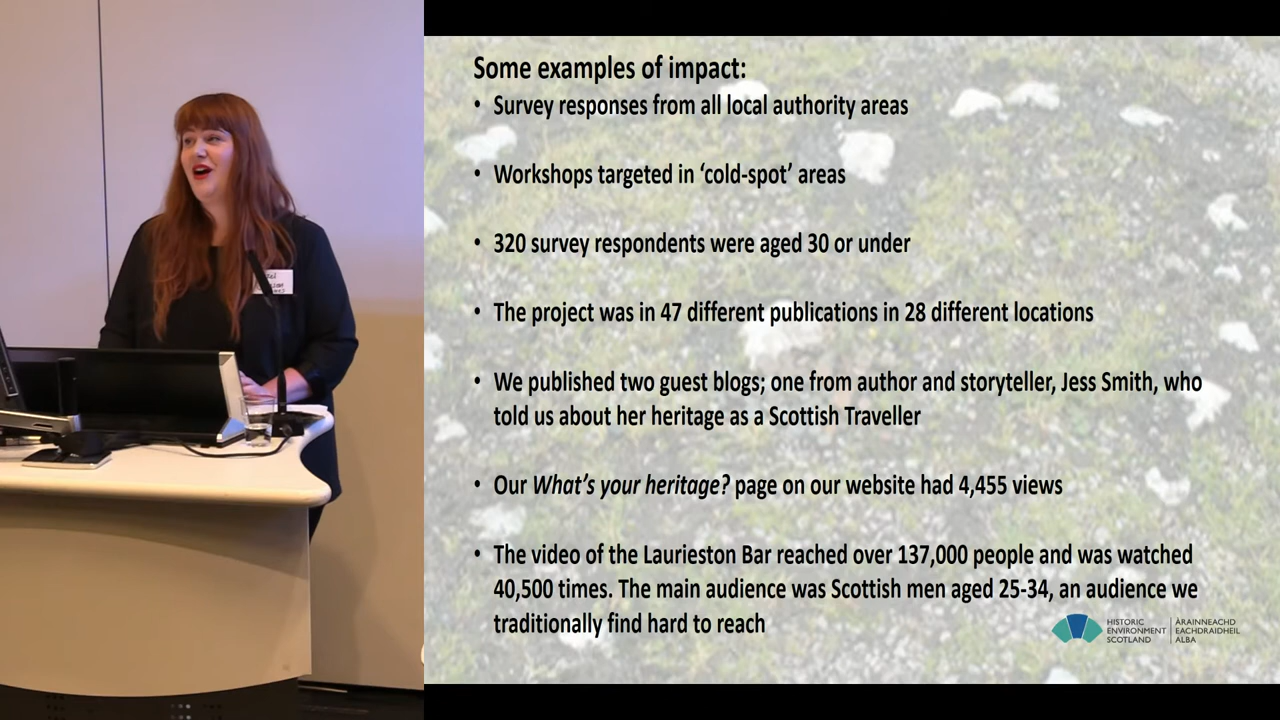 Some examples of impact:
• Survey responses from all local authority areas
• Workshops targeted in ‘cold-spot’ areas
• 320 survey respondents were aged 30 or under
• The project was in 47 different publications in 28 different locations
• We published two guest blogs; one from author and storyteller, Jess Smith, who
told us about her heritage as a Scottish Traveller
• Our What’s your heritage? page on our website had 4,455 views
• The video of the Laurieston Bar reached over 137,000 people and was watched
40,500 times. The main audience was Scottish men aged 25-34, an audience we
traditionally find hard to reach
HISTORIC
ENVIRONMENT
SCOTLAND
ÀRAINNEACHD
EACHDRAIDHEIL
ALBA